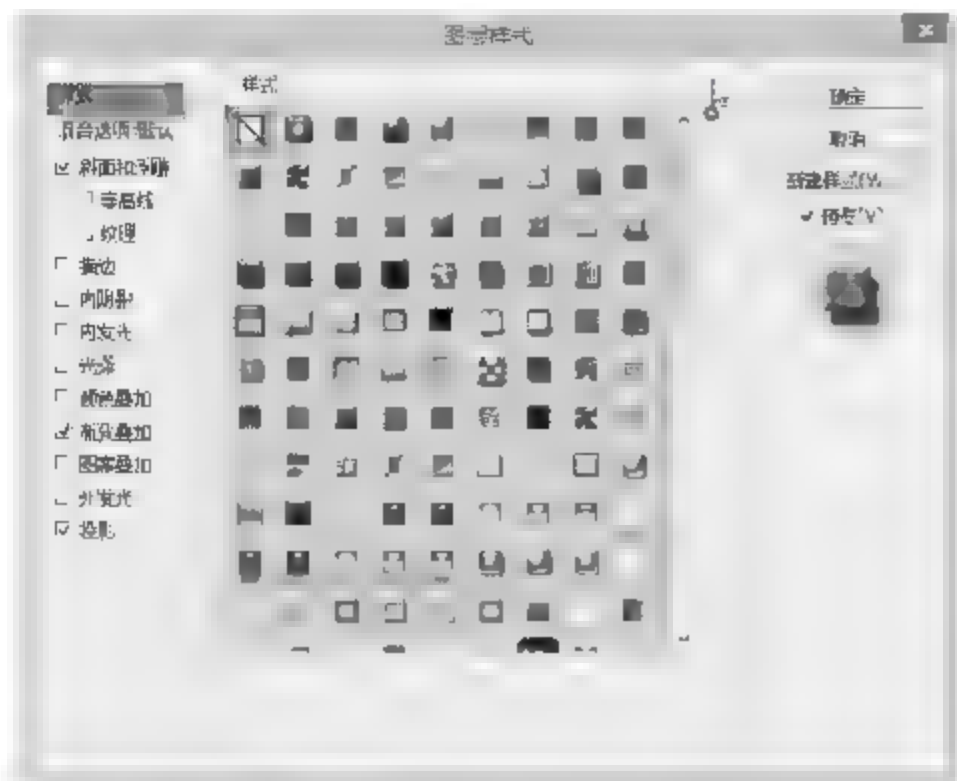 图层样式
样式
样式
混合选项:默认
斜面和浮雕
等高线
纹理
描边
内阴影
内发光
光泽
颜色叠加
渐变叠加
图案叠加
外发光
投影
确定
取消
新建样式(W)...
预览(V)